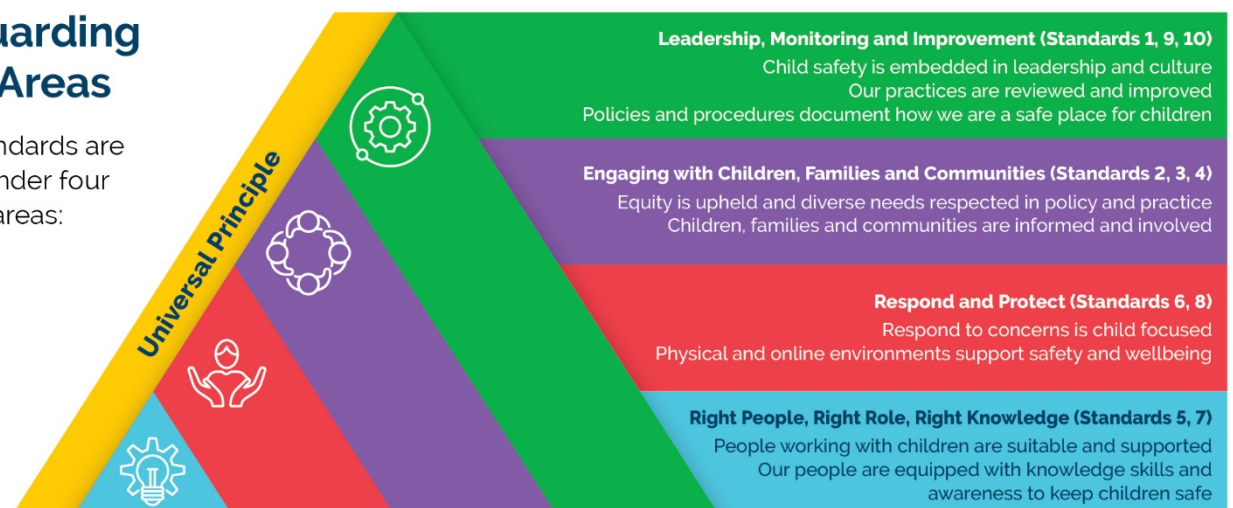 Areas
are
four
areas:
Universal Principle
Leadership, Monitoring and Improvement (Standards 1, 9, 10)
Child safety is embedded in leadership and culture
Our practices are reviewed and improved
Policies and procedures document how we are a safe place for children
Engaging with Children, Families and Communities (Standards 2, 3, 4)
Equity is upheld and diverse needs respected in policy and practice
Children, families and communities are informed and involved
Respond and Protect (Standards 6, 8)
Respond to concerns is child focused
Physical and online environments support safety and wellbeing
Right People, Right Role, Right Knowledge (Standards 5, 7)
People working with children are suitable and supported
Our people are equipped with knowledge skills and
awareness to keep children safe